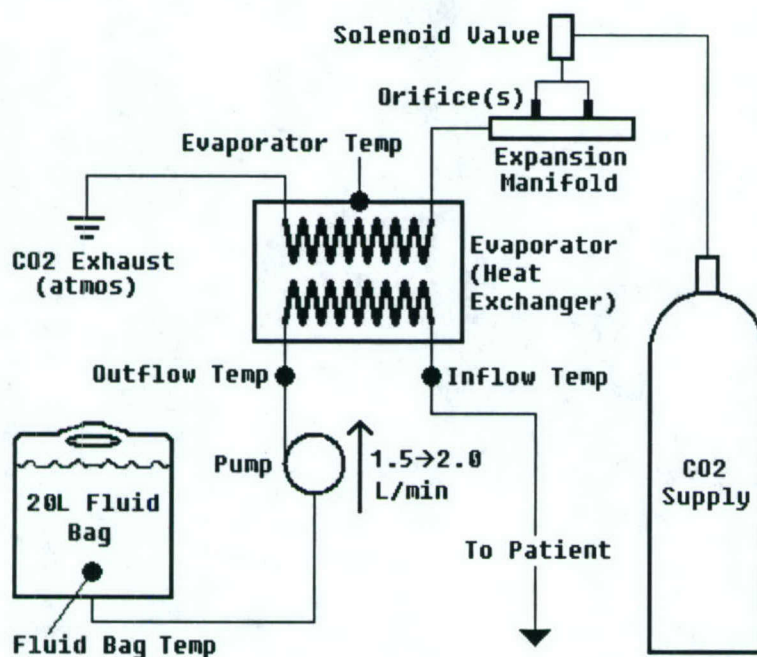 Solenoid Valve
Orifice(s)
Expansion
Manifold
Evaporator Temp
CO2 Exhaust
(atmos)
Evaporator
(Heat
Exchanger)
Outflow Temp
Inflow Temp
Pump
1.5→2.0
L/min
20L Fluid
Bag
CO2
Supply
To Patient
Fluid Bag Temp